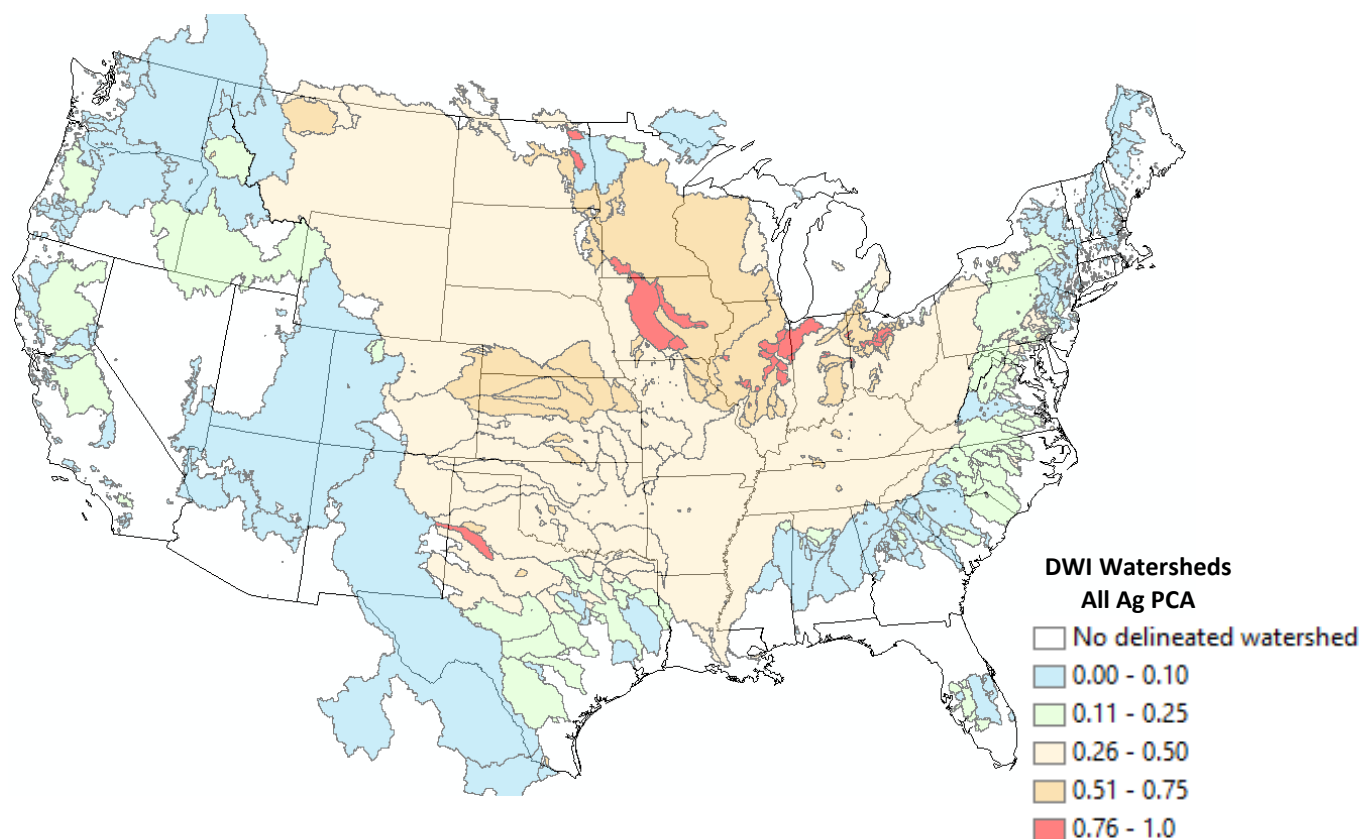 DWI Watersheds
All Ag PCA
No delineated watershed
0.00 - 0.10
0.11 - 0.25
0.26 - 0.50
0.51 - 0.75
0.76 - 1.0